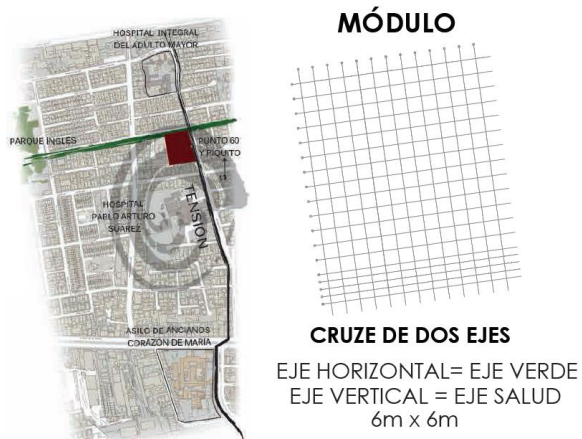 HOSPITAL INTEGRAL
DEL ADULTO MAYOR
PARQUE INGLES
PUNTO 60
Y PIQUITO
HOSPITAL
PABLO ARTURO
SUAREZ
TENSION
ASILO DE ANCIANOS
CORAZÓN DE MARIA
MÓDULO
CRUZE DE DOS EJES
EJE HORIZONTAL= EJE VERDE
EJE VERTICAL = EJE SALUD
6m x 6m